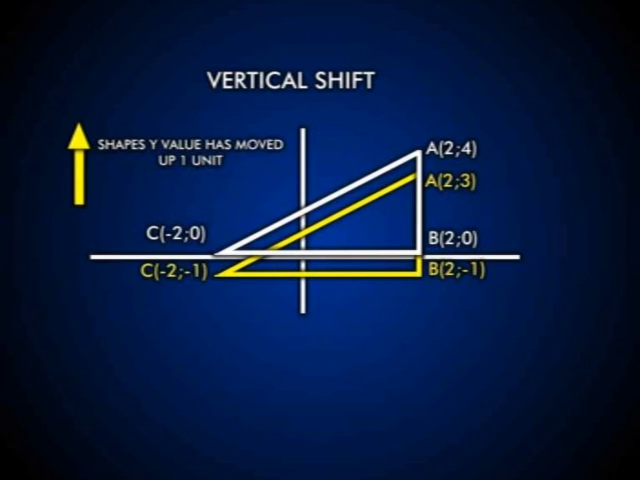 VERTICAL SHIFT
SHAPES Y VALUE HAS MOVED
UP 1 UNIT
A(2;4)
A(2;3)
C(-2;0)
B(2;0)
C(-2;-1)
B(2;-1)